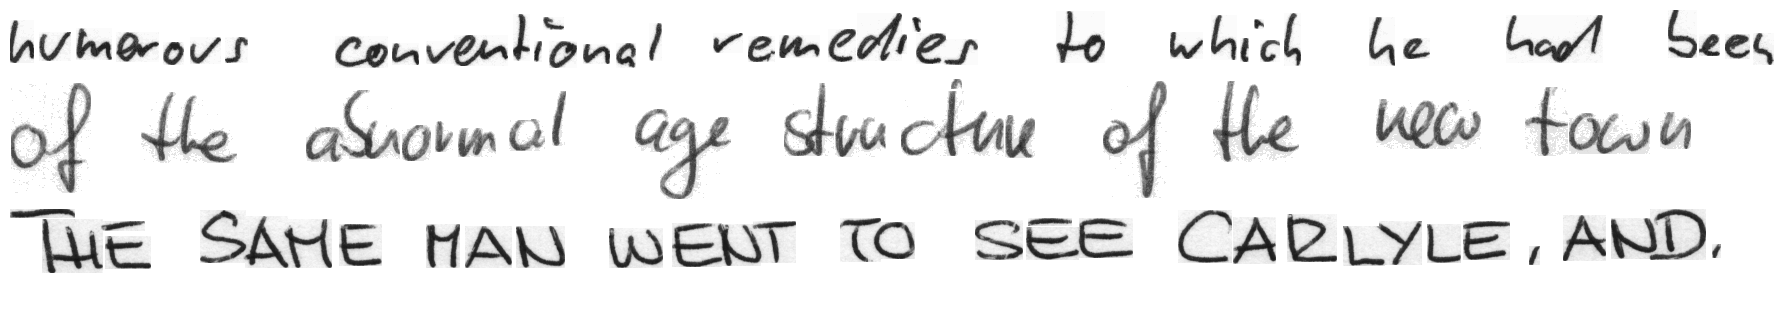 humorous conventional remedies to which he had been
of the abnormal age structure of the new town
THE SAME MAN WENT TO SEE CARLYLE, AND,